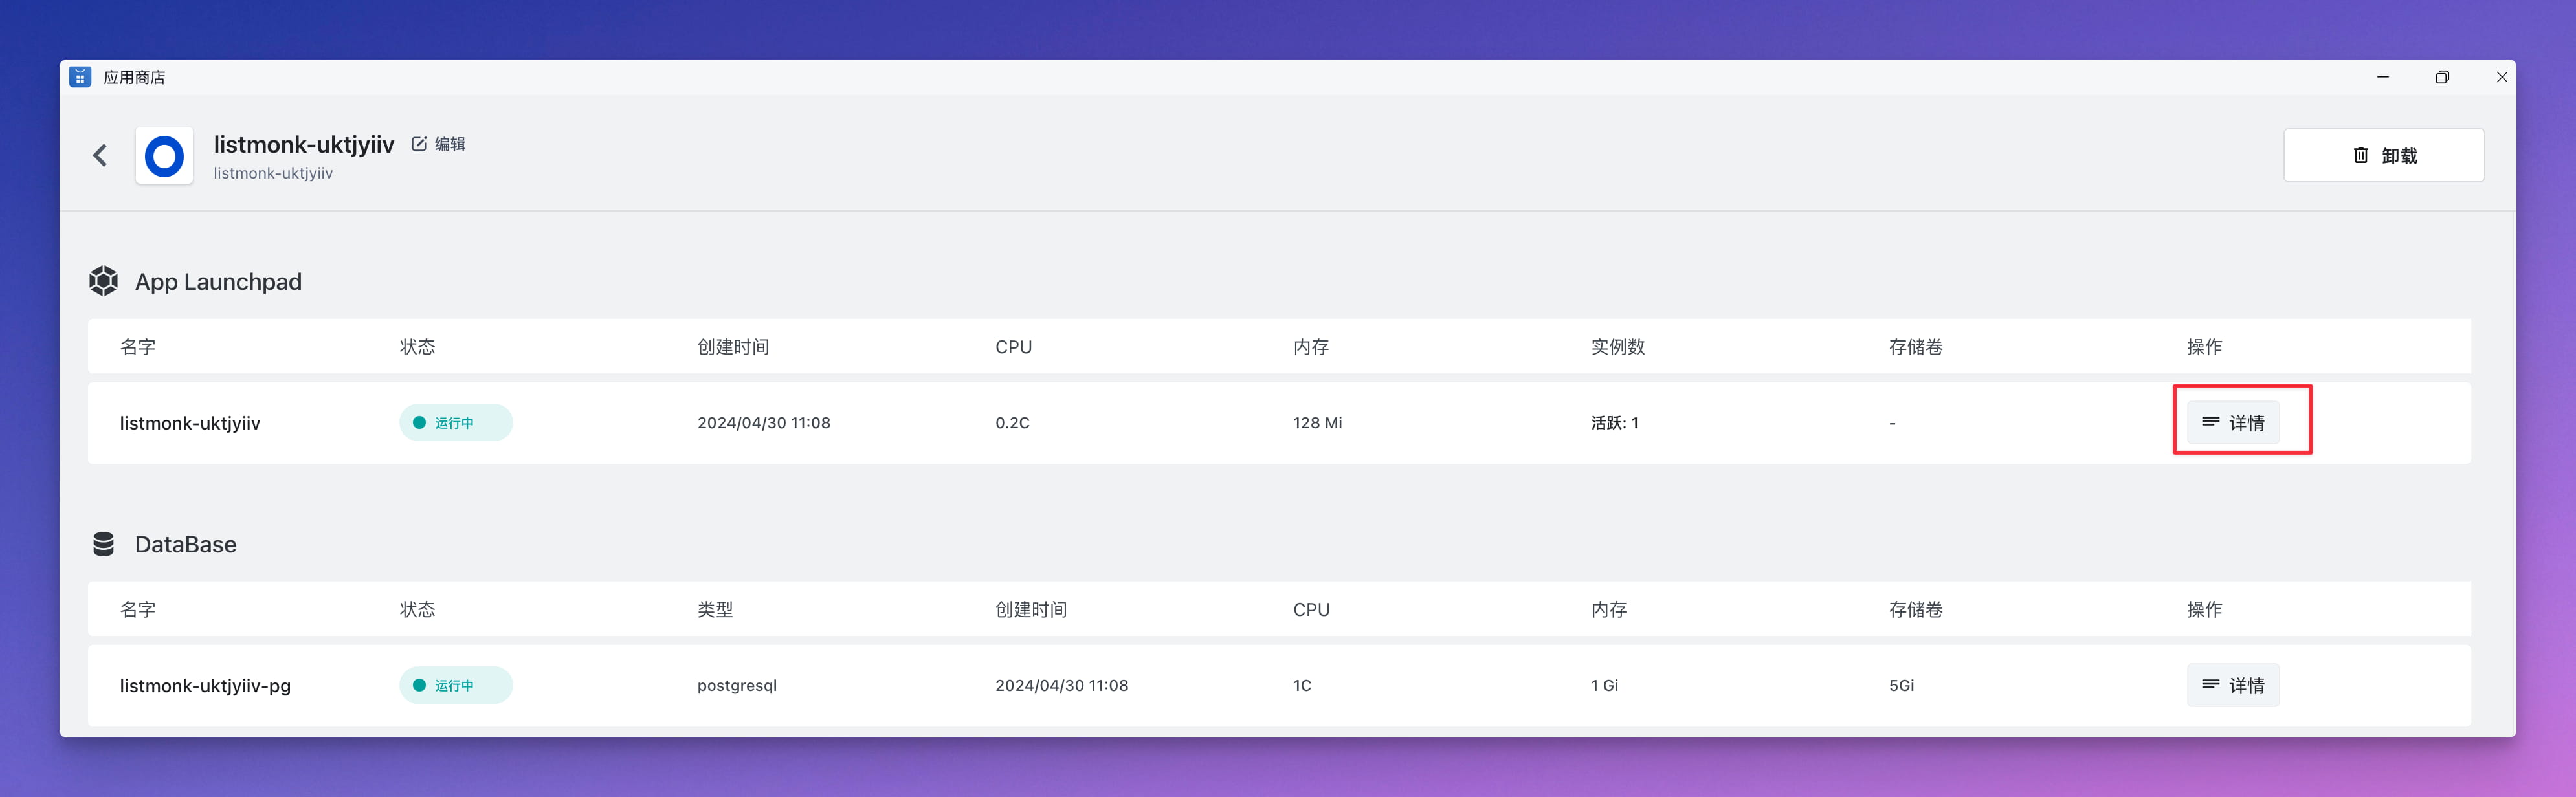 应用商店
listmonk-uktjyiiv 编辑
listmonk-uktjyiiv
卸载
App Launchpad
名字 状态 创建时间 CPU 内存 实例数 存储卷 操作
listmonk-uktjyiiv 运行中 2024/04/30 11:08 0.2C 128 Mi 活跃: 1 - 详情
DataBase
名字 状态 类型 创建时间 CPU 内存 存储卷 操作
listmonk-uktjyiiv-pg 运行中 postgresql 2024/04/30 11:08 1C 1 Gi 5Gi 详情